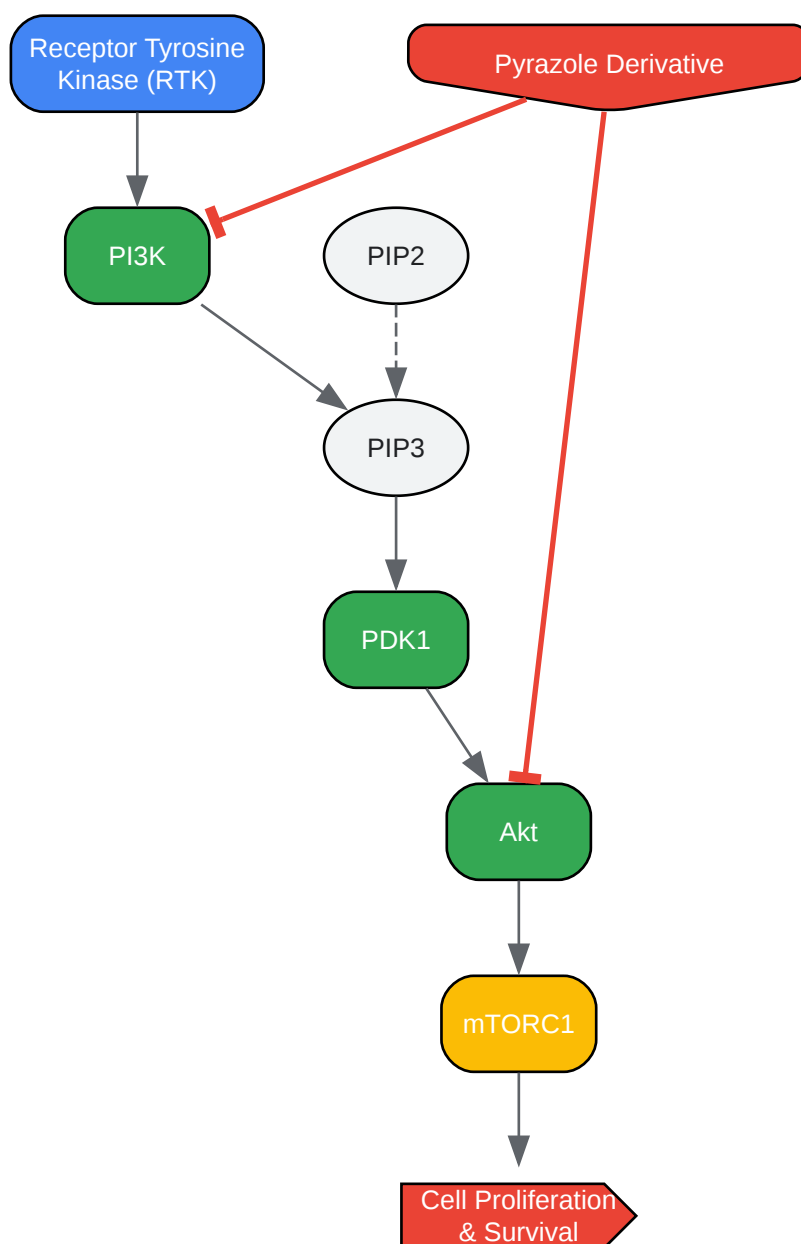 Receptor Tyrosine
Kinase (RTK)
Pyrazole Derivative
PI3K
PIP2
PIP3
PDK1
Akt
mTORC1
Cell Proliferation
& Survival